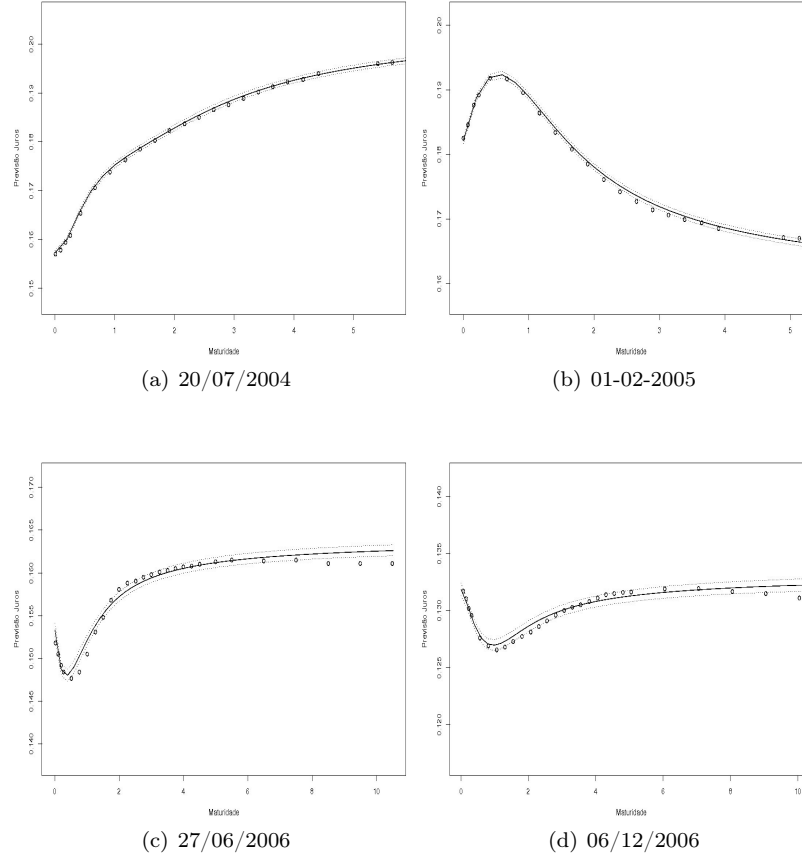 0.20
0.19
0.18
0.17
0.16
0.15
Previsão Juros
0 1 2 3 4 5
Maturidade
(a) 20/07/2004
0.20
0.19
0.18
0.17
0.16
Previsão Juros
0 1 2 3 4 5
Maturidade
(b) 01-02-2005
0.170
0.165
0.160
0.155
0.150
0.145
0.140
Previsão Juros
0 2 4 6 8 10
Maturidade
(c) 27/06/2006
0.140
0.135
0.130
0.125
0.120
Previsão Juros
0 2 4 6 8 10
Maturidade
(d) 06/12/2006